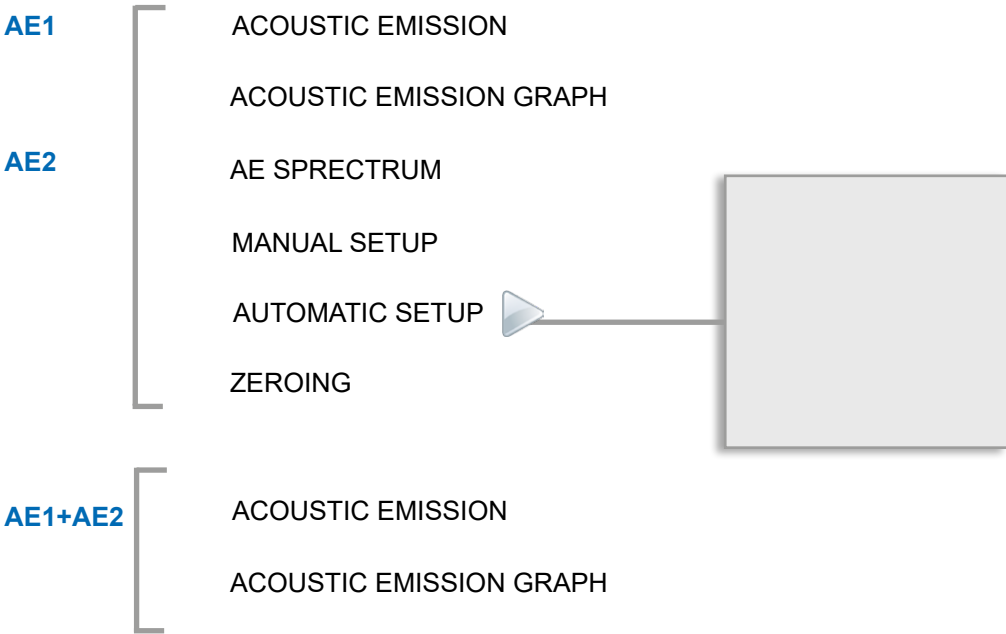 AE1
ACOUSTIC EMISSION
ACOUSTIC EMISSION GRAPH
AE2
AE SPRECTRUM
MANUAL SETUP
AUTOMATIC SETUP
ZEROING
AE1+AE2
ACOUSTIC EMISSION
ACOUSTIC EMISSION GRAPH